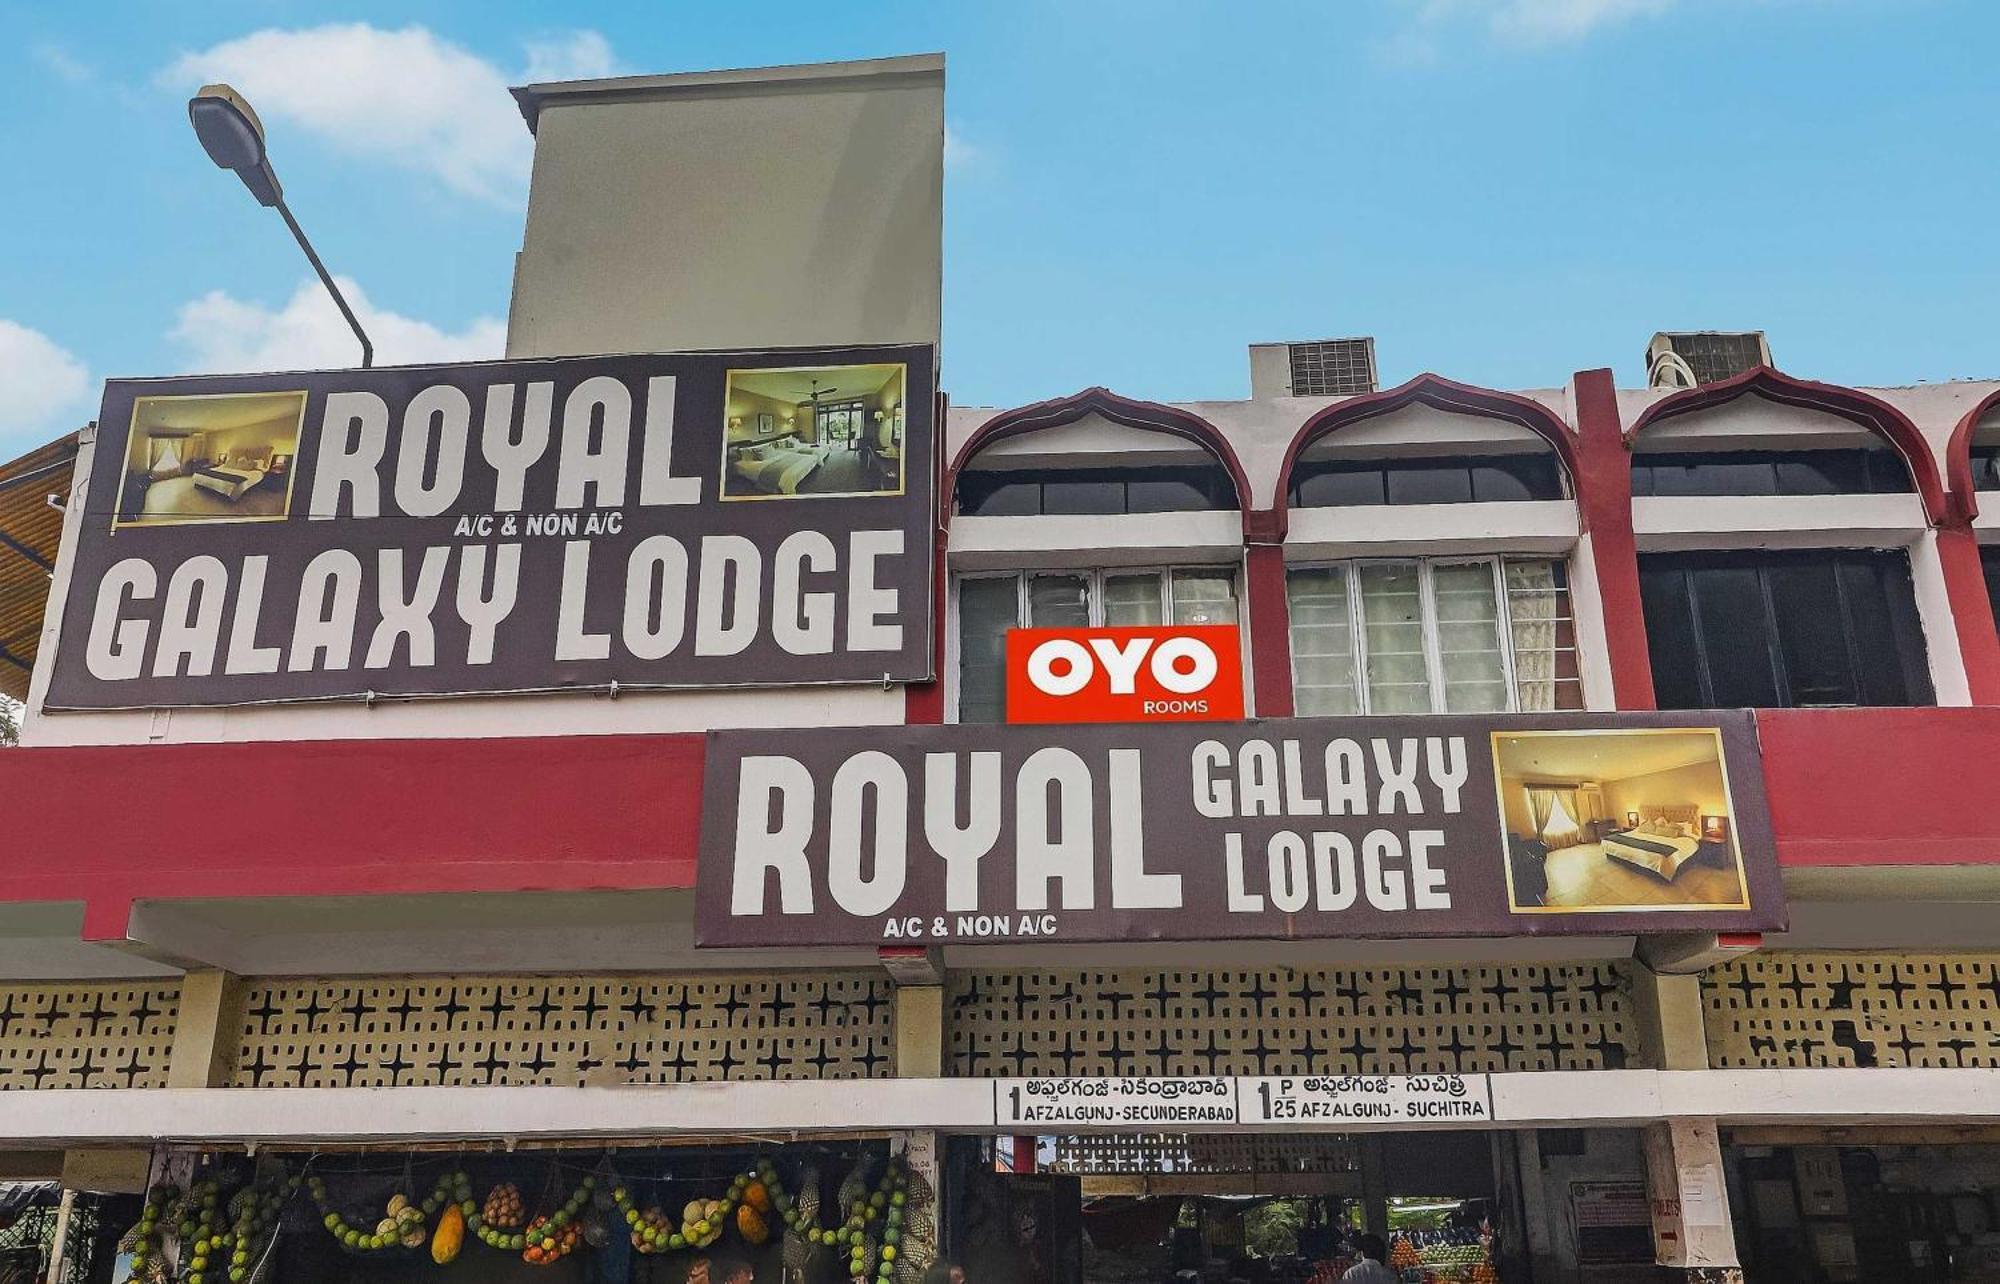 ROYAL
A/C & NON A/C
GALAXY LODGE
OYO
ROOMS
ROYAL GALAXY
LODGE
A/C & NON A/C
1 అఫ్జల్‌గంజ్-సికింద్రాబాద్
AFZALGUNJ-SECUNDERABAD
1P/25 అఫ్జల్‌గంజ్- సుచిత్ర
AFZALGUNJ- SUCHITRA
TOILETS